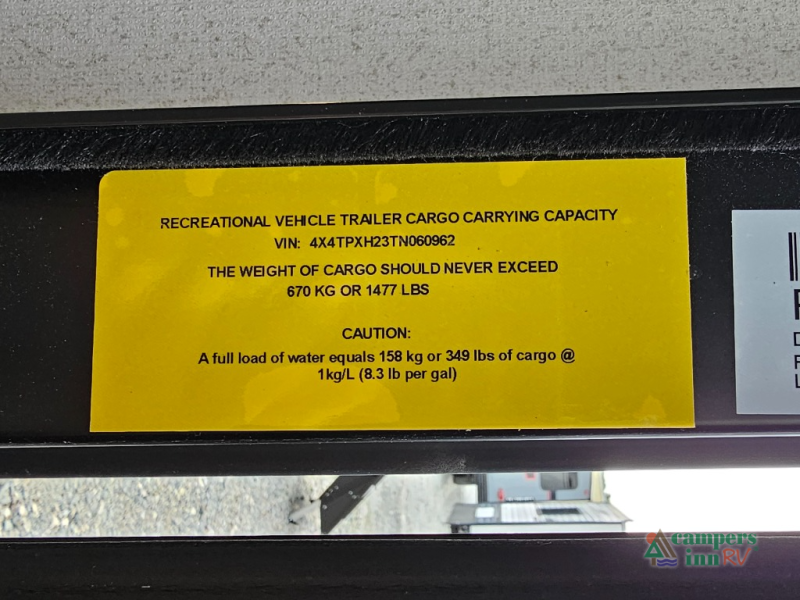 RECREATIONAL VEHICLE TRAILER CARGO CARRYING CAPACITY
VIN: 4X4TPXH23TN060962
THE WEIGHT OF CARGO SHOULD NEVER EXCEED
670 KG OR 1477 LBS
CAUTION:
A full load of water equals 158 kg or 349 lbs of cargo @
1kg/L (8.3 lb per gal)
campers
inn RV